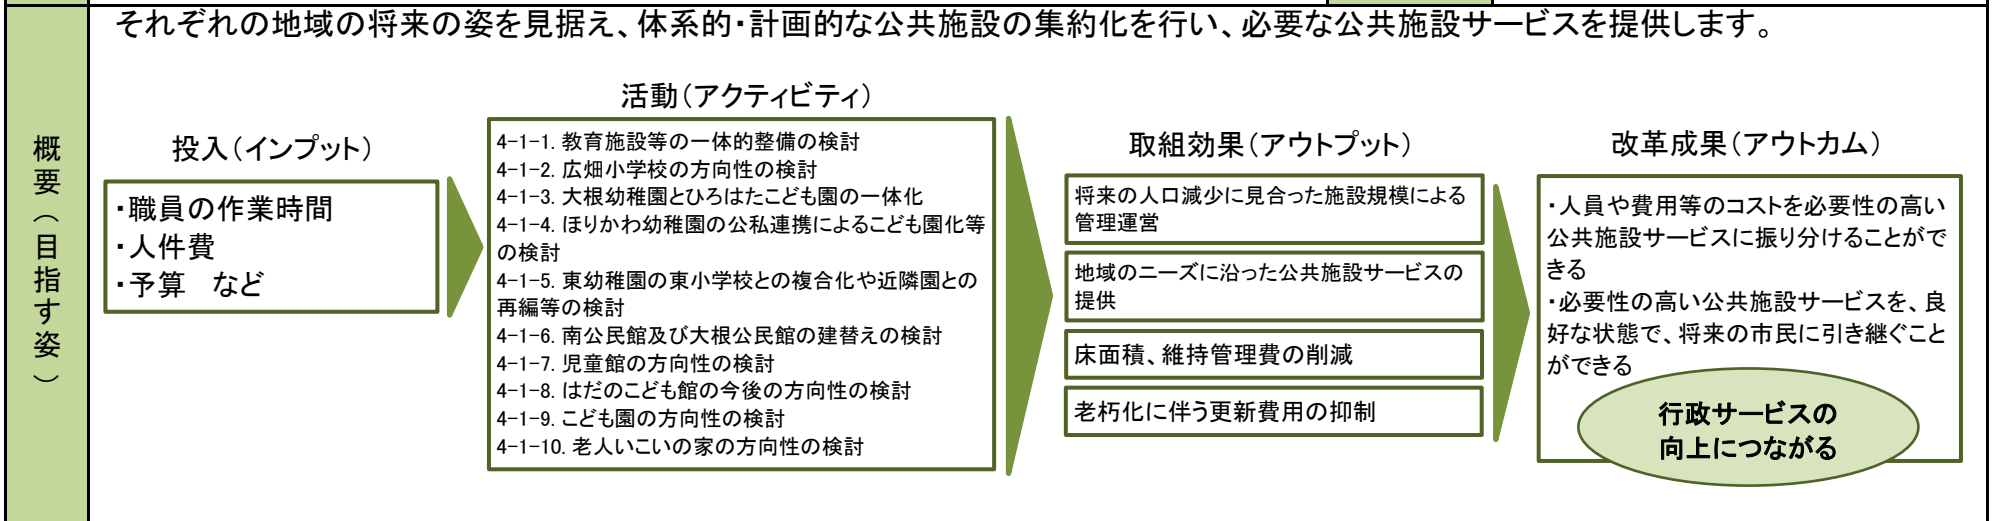 それぞれの地域の将来の姿を見据え、体系的・計画的な公共施設の集約化を行い、必要な公共施設サービスを提供します。
概要（目指す姿）
投入（インプット）
・職員の作業時間
・人件費
・予算　など
活動（アクティビティ）
4-1-1. 教育施設等の一体的整備の検討
4-1-2. 広畑小学校の方向性の検討
4-1-3. 大根幼稚園とひろはたこども園の一体化
4-1-4. ほりかわ幼稚園の公私連携によるこども園化等
の検討
4-1-5. 東幼稚園の東小学校との複合化や近隣園との
再編等の検討
4-1-6. 南公民館及び大根公民館の建替えの検討
4-1-7. 児童館の方向性の検討
4-1-8. はだのこども館の今後の方向性の検討
4-1-9. こども園の方向性の検討
4-1-10. 老人いこいの家の方向性の検討
取組効果（アウトプット）
将来の人口減少に見合った施設規模による
管理運営
地域のニーズに沿った公共施設サービスの
提供
床面積、維持管理費の削減
老朽化に伴う更新費用の抑制
改革成果（アウトカム）
・人員や費用等のコストを必要性の高い
公共施設サービスに振り分けることがで
きる
・必要性の高い公共施設サービスを、良
好な状態で、将来の市民に引き継ぐこと
ができる
行政サービスの
向上につながる